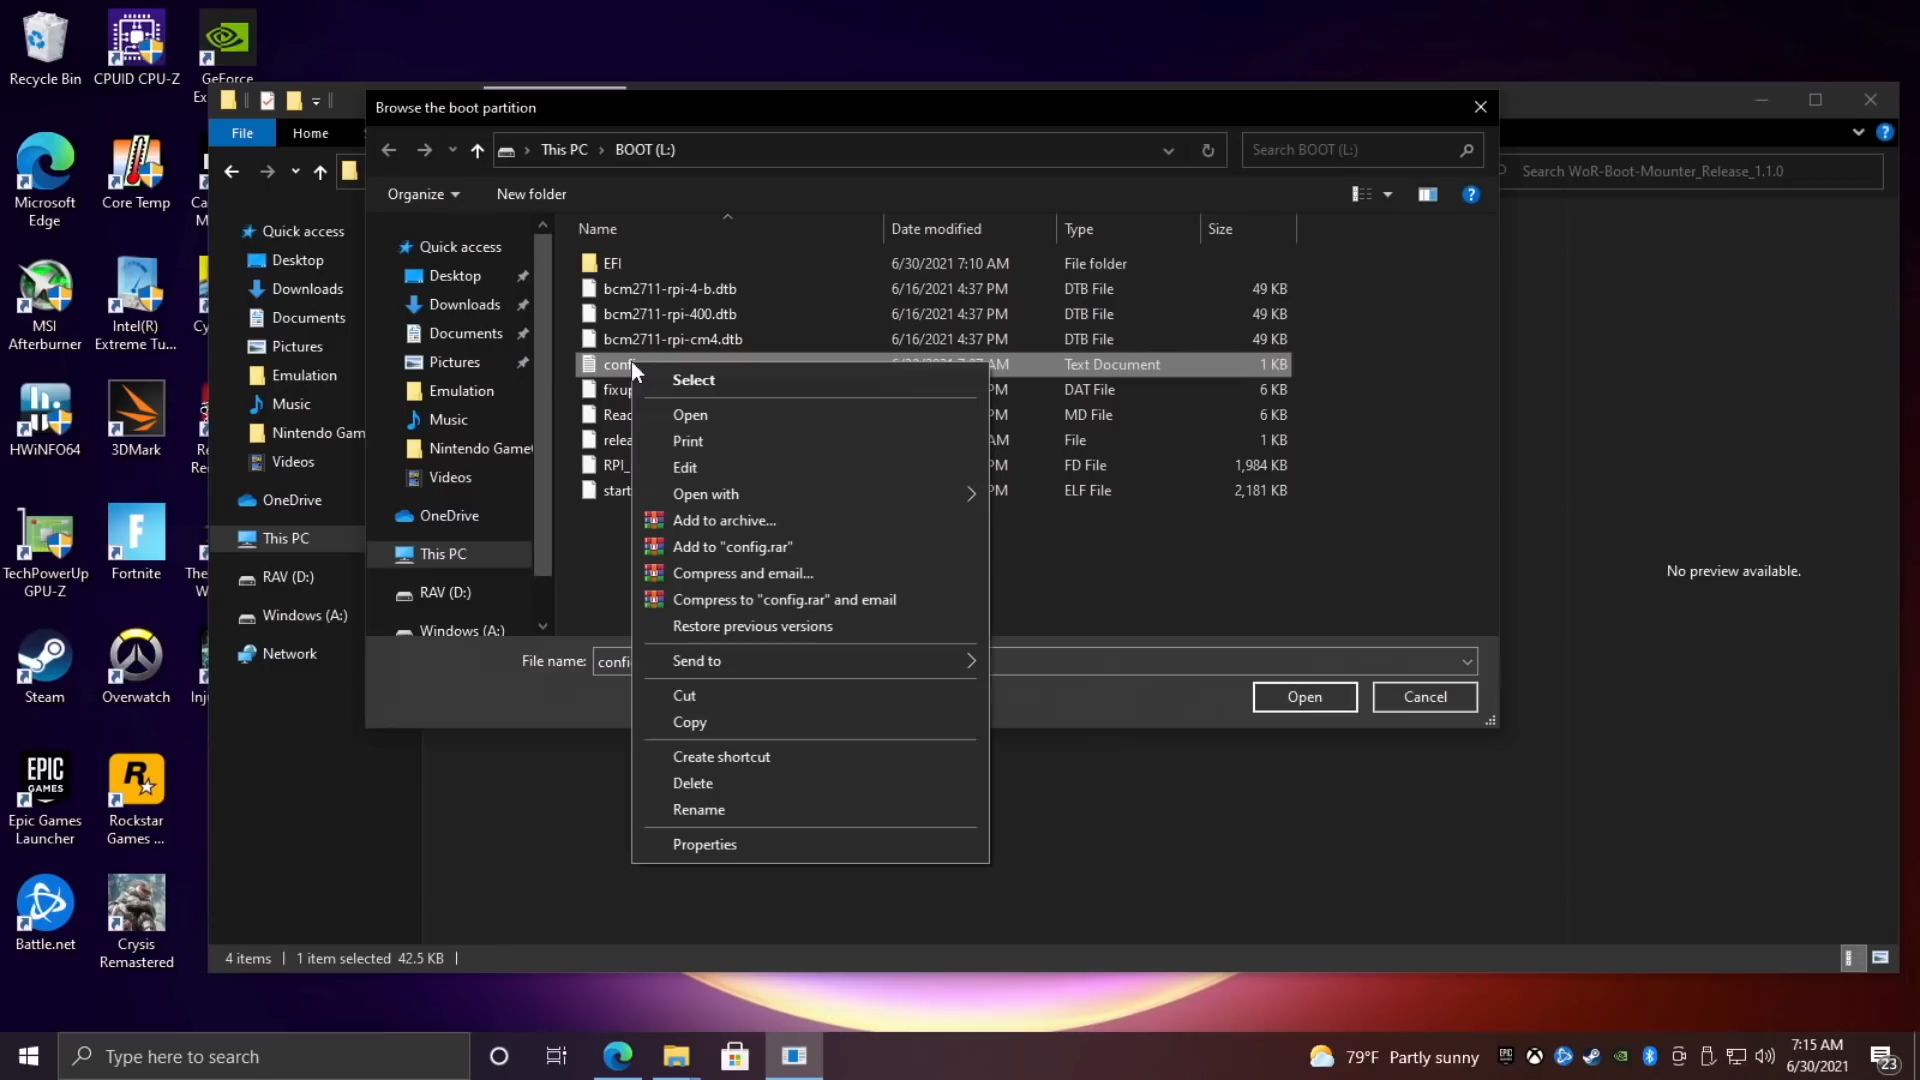 Recycle Bin
CPUID CPU-Z
GeForce
Microsoft
Edge
Core Temp
MSI
Afterburner
Intel(R)
Extreme Tu...
HWiNFO64
3DMark
TechPowerUp
GPU-Z
Fortnite
Steam
Overwatch
EPIC
GAMES
Epic Games
Launcher
Rockstar
Games ...
Battle.net
Crysis
Remastered
File
Home
Search WoR-Boot-Mounter_Release_1.1.0
Quick access
Desktop
Downloads
Documents
Pictures
Emulation
Music
Nintendo Gam
Videos
OneDrive
This PC
RAV (D:)
Windows (A:)
Network
Browse the boot partition
This PC > BOOT (L:)
Search BOOT (L:)
Organize
New folder
Quick access
Desktop
Downloads
Documents
Pictures
Emulation
Music
Nintendo Game
Videos
OneDrive
This PC
RAV (D:)
Windows (A:)
Name Date modified Type Size
EFI 6/30/2021 7:10 AM File folder
bcm2711-rpi-4-b.dtb 6/16/2021 4:37 PM DTB File 49 KB
bcm2711-rpi-400.dtb 6/16/2021 4:37 PM DTB File 49 KB
bcm2711-rpi-cm4.dtb 6/16/2021 4:37 PM DTB File 49 KB
AM Text Document 1 KB
PM DAT File 6 KB
PM MD File 6 KB
AM File 1 KB
RPI_ PM FD File 1,984 KB
start PM ELF File 2,181 KB
Select
Open
Print
Edit
Open with
Add to archive...
Add to "config.rar"
Compress and email...
Compress to "config.rar" and email
Restore previous versions
Send to
Cut
Copy
Create shortcut
Delete
Rename
Properties
File name:
Open
Cancel
No preview available.
4 items | 1 item selected 42.5 KB |
Type here to search
79°F Partly sunny
7:15 AM
6/30/2021
23